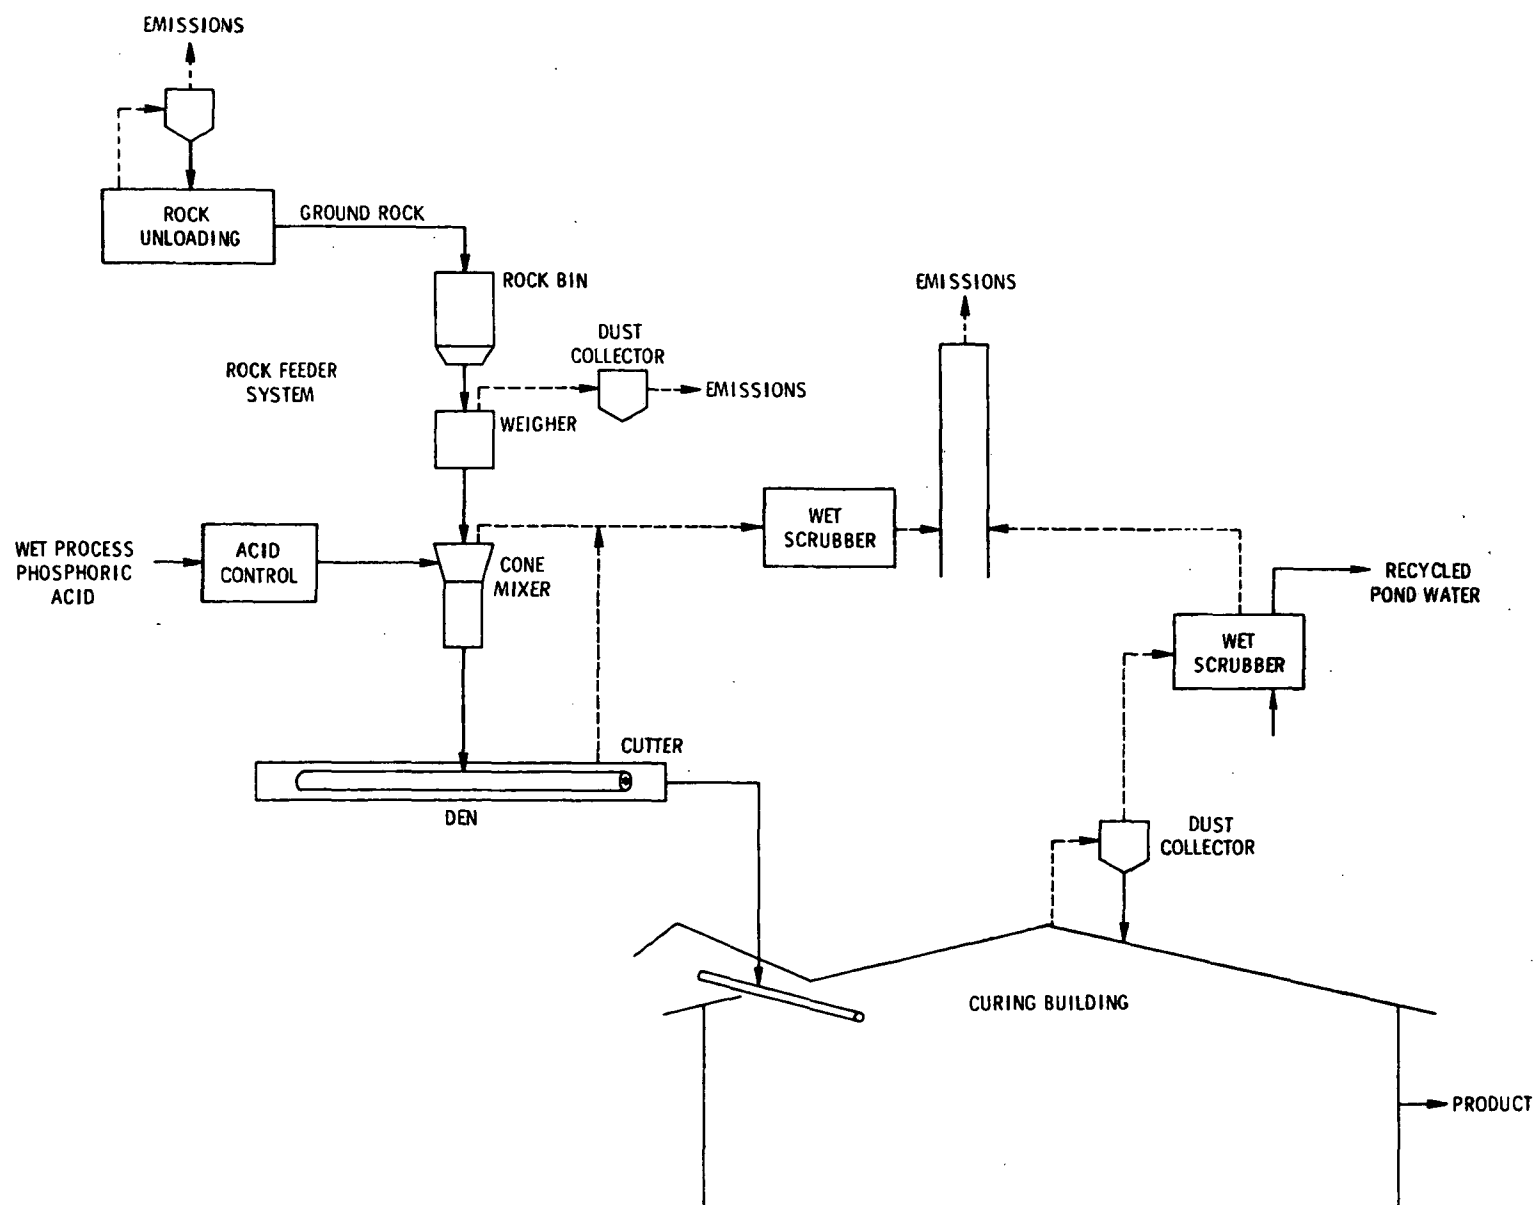 EMISSIONS
ROCK
UNLOADING
GROUND ROCK
ROCK BIN
EMISSIONS
DUST
COLLECTOR
ROCK FEEDER
SYSTEM
EMISSIONS
WEIGHER
WET PROCESS
PHOSPHORIC
ACID
ACID
CONTROL
CONE
MIXER
WET
SCRUBBER
RECYCLED
POND WATER
WET
SCRUBBER
CUTTER
DEN
DUST
COLLECTOR
CURING BUILDING
PRODUCT